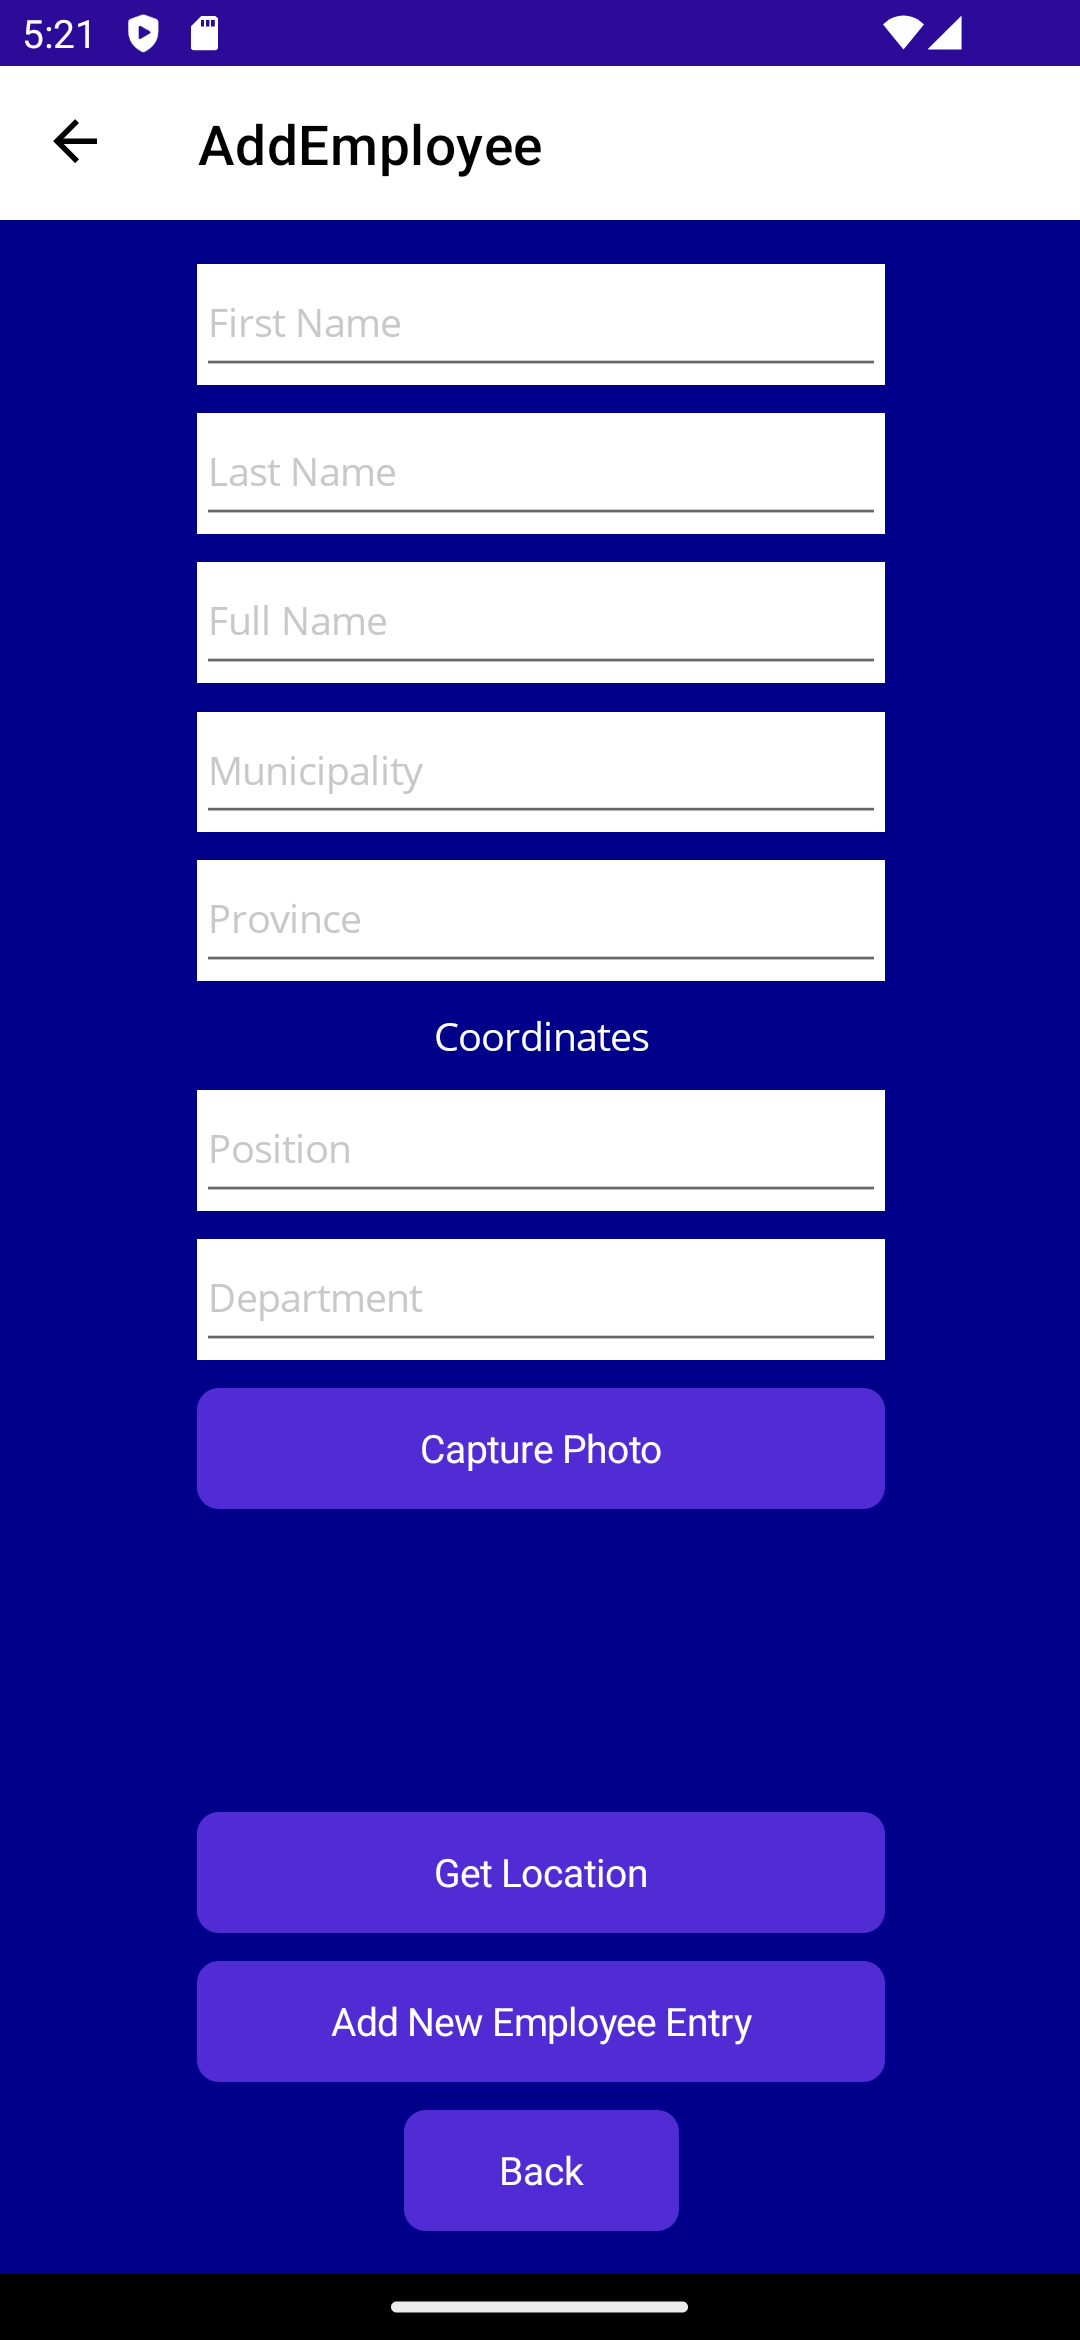 5:21
AddEmployee
First Name
Last Name
Full Name
Municipality
Province
Coordinates
Position
Department
Capture Photo
Get Location
Add New Employee Entry
Back